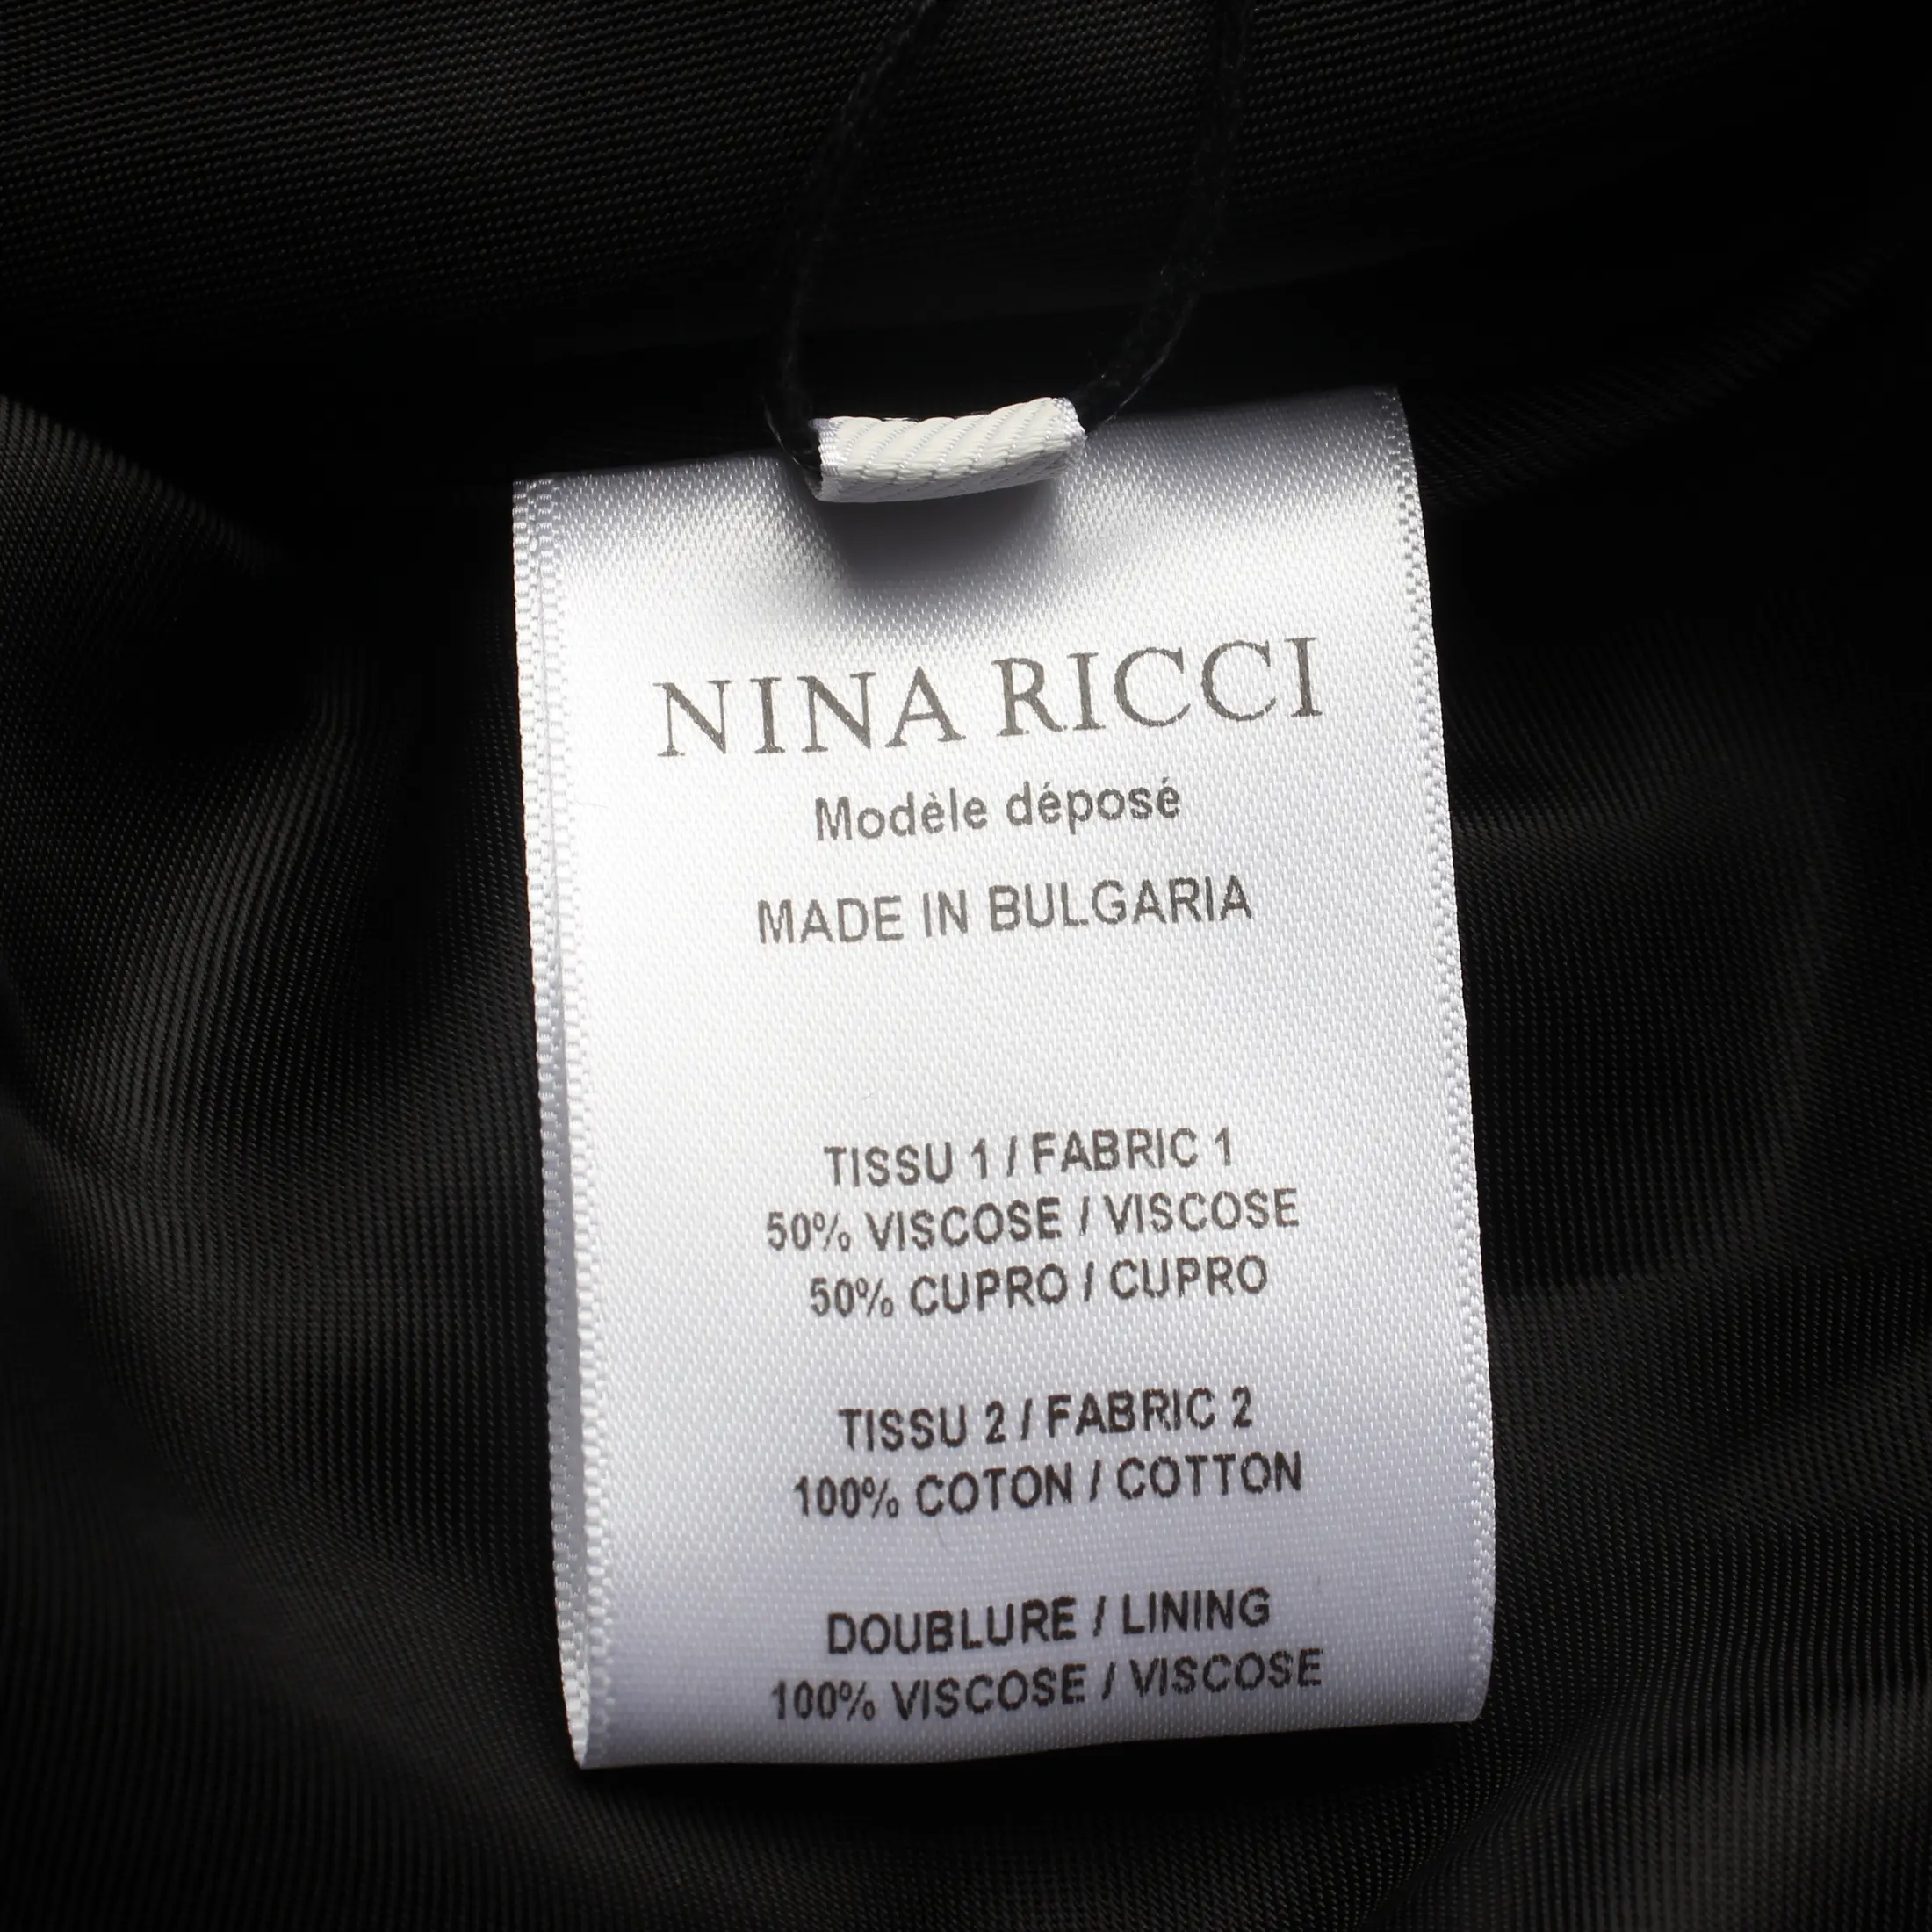 NINA RICCI
Modèle déposé
MADE IN BULGARIA
TISSU 1 / FABRIC 1
50% VISCOSE / VISCOSE
50% CUPRO / CUPRO
TISSU 2 / FABRIC 2
100% COTON / COTTON
DOUBLURE / LINING
100% VISCOSE / VISCOSE